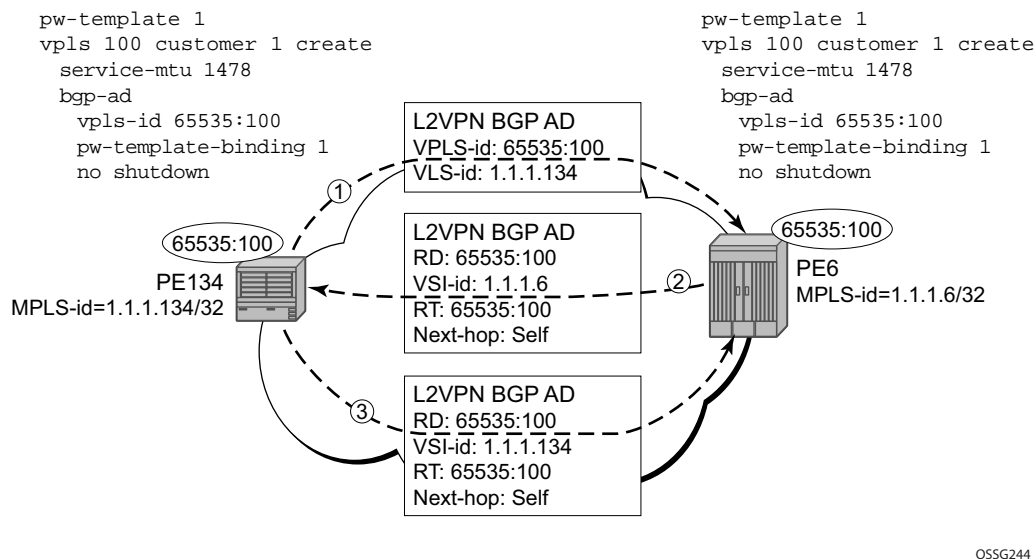 pw-template 1
vpls 100 customer 1 create
service-mtu 1478
bgp-ad
vpls-id 65535:100
pw-template-binding 1
no shutdown
pw-template 1
vpls 100 customer 1 create
service-mtu 1478
bgp-ad
vpls-id 65535:100
pw-template-binding 1
no shutdown
L2VPN BGP AD
VPLS-id: 65535:100
VLS-id: 1.1.1.134
1
65535:100
PE134
MPLS-id=1.1.1.134/32
L2VPN BGP AD
RD: 65535:100
VSI-id: 1.1.1.6
RT: 65535:100
Next-hop: Self
2
65535:100
PE6
MPLS-id=1.1.1.6/32
3
L2VPN BGP AD
RD: 65535:100
VSI-id: 1.1.1.134
RT: 65535:100
Next-hop: Self
OSSG244